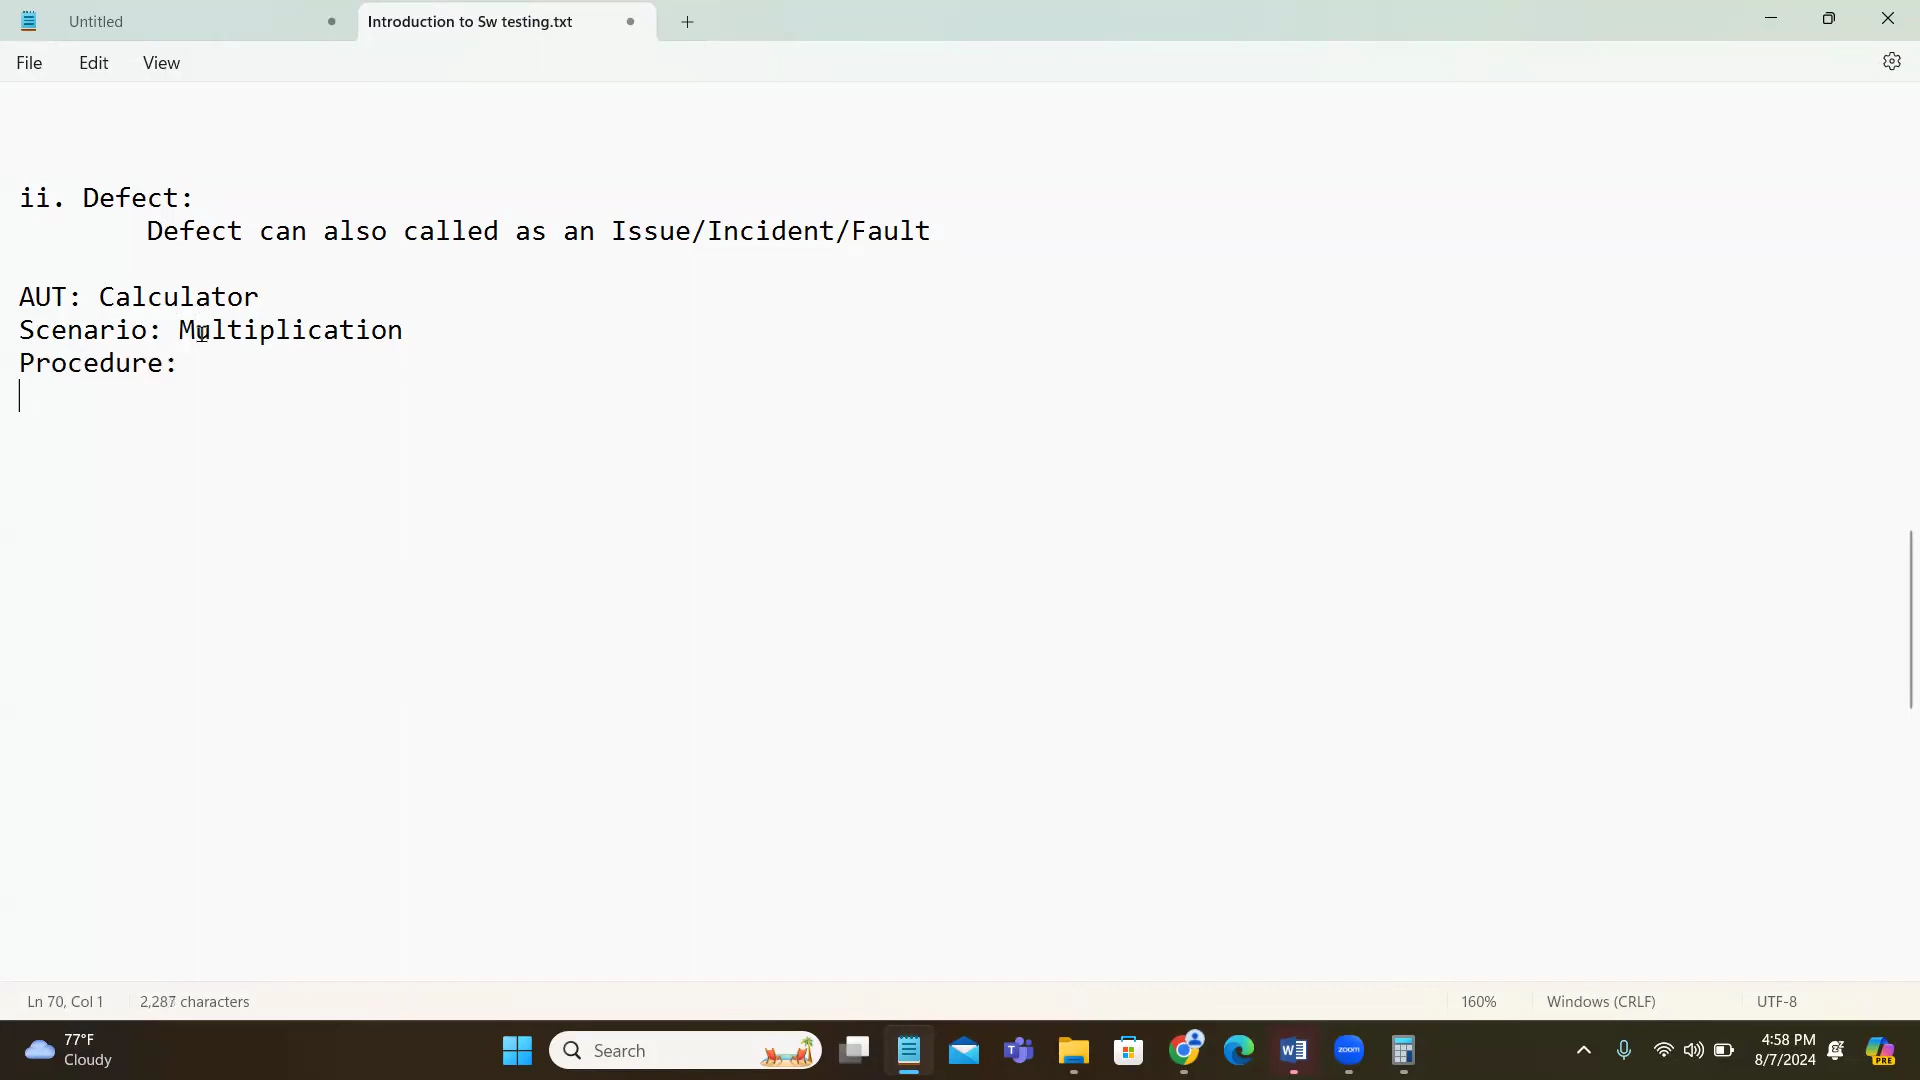 Untitled
Introduction to Sw testing.txt
File Edit View
ii. Defect:
Defect can also called as an Issue/Incident/Fault
AUT: Calculator
Scenario: Multiplication
Procedure:
Ln 70, Col 1 2,287 characters 160% Windows (CRLF) UTF-8
77°F
Cloudy
Search
zoom
4:58 PM
8/7/2024
PRE